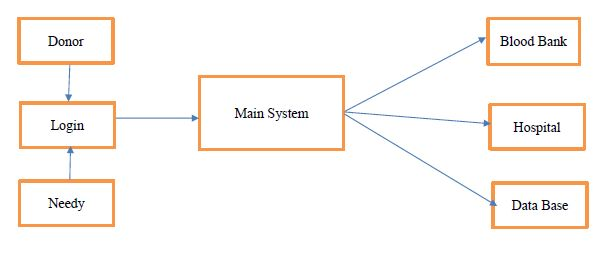 Donor
Login
Needy
Main System
Blood Bank
Hospital
Data Base